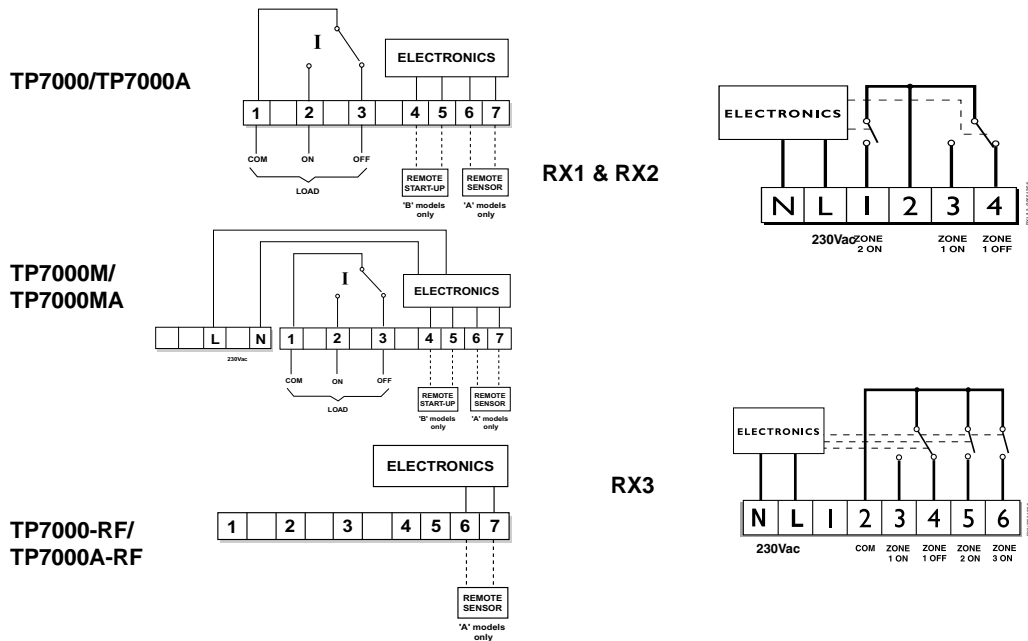 TP7000/TP7000A
I
ELECTRONICS
1 2 3 4 5 6 7
COM ON OFF
LOAD
REMOTE
START-UP
'B' models
only
REMOTE
SENSOR
'A' models
only
TP7000M/
TP7000MA
I
ELECTRONICS
L N 1 2 3 4 5 6 7
230Vac
COM ON OFF
LOAD
REMOTE
START-UP
'B' models
only
REMOTE
SENSOR
'A' models
only
TP7000-RF/
TP7000A-RF
ELECTRONICS
1 2 3 4 5 6 7
REMOTE
SENSOR
'A' models
only
RX1 & RX2
ELECTRONICS
N L 1 2 3 4
230Vac
ZONE
2 ON
ZONE
1 ON
ZONE
1 OFF
RX3
ELECTRONICS
N L 1 2 3 4 5 6
230Vac
COM
ZONE
1 ON
ZONE
1 OFF
ZONE
2 ON
ZONE
3 ON